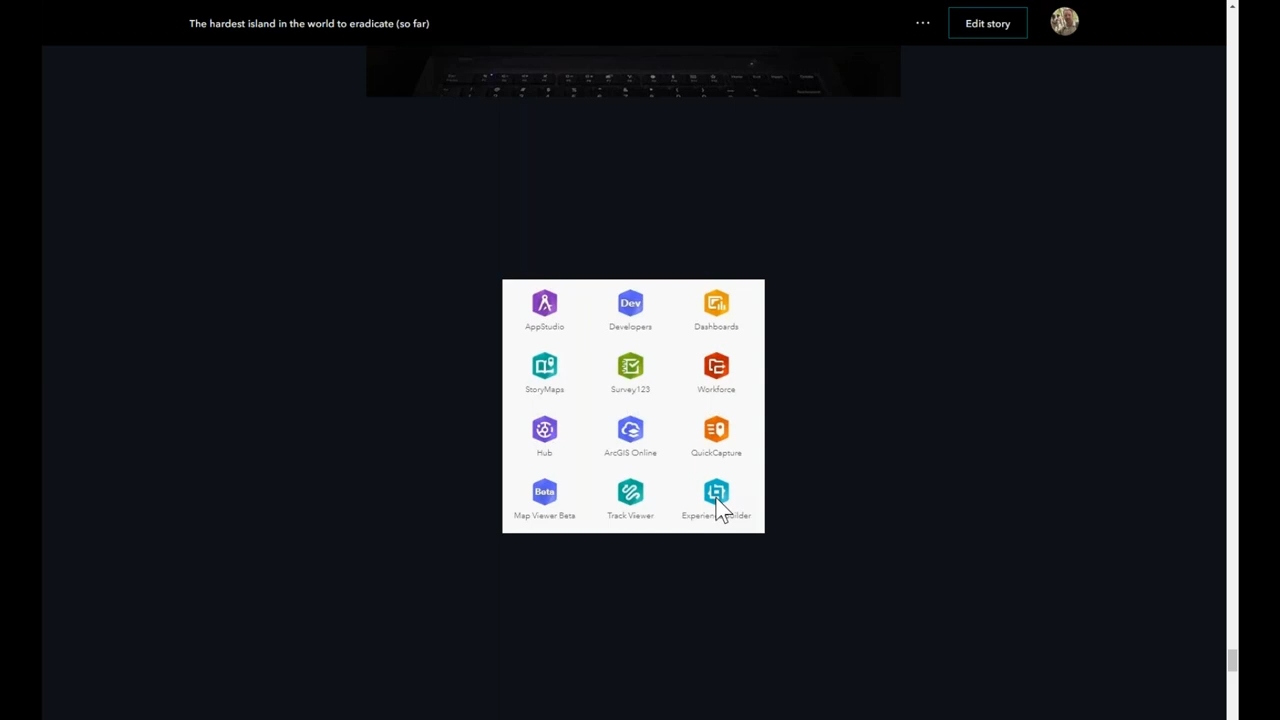 The hardest island in the world to eradicate (so far)
Edit story
Dev
AppStudio Developers Dashboards
StoryMaps Survey123 Workforce
Hub ArcGIS Online QuickCapture
Beta
Map Viewer Beta Track Viewer